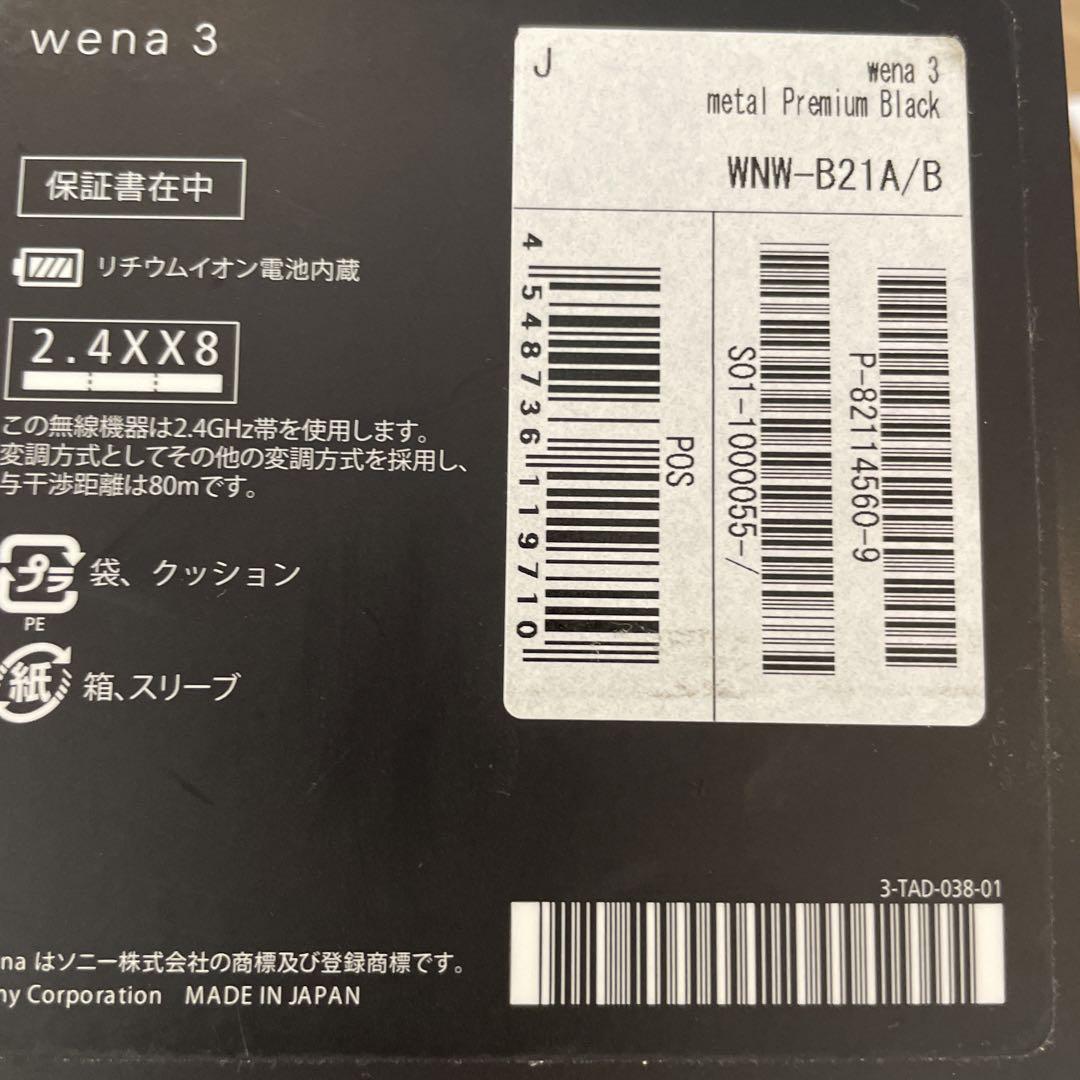 wena 3
保証書在中
リチウムイオン電池内蔵
2.4XX8
この無線機器は2.4GHz帯を使用します。
変調方式としてその他の変調方式を採用し、
与干渉距離は80mです。
プラ
PE
袋、クッション
紙
箱、スリーブ
na はソニー株式会社の商標及び登録商標です。
ny Corporation MADE IN JAPAN
J
wena 3
metal Premium Black
WNW-B21A/B
4548736119710
POS
S01-1000055-/
P-82114560-9
3-TAD-038-01